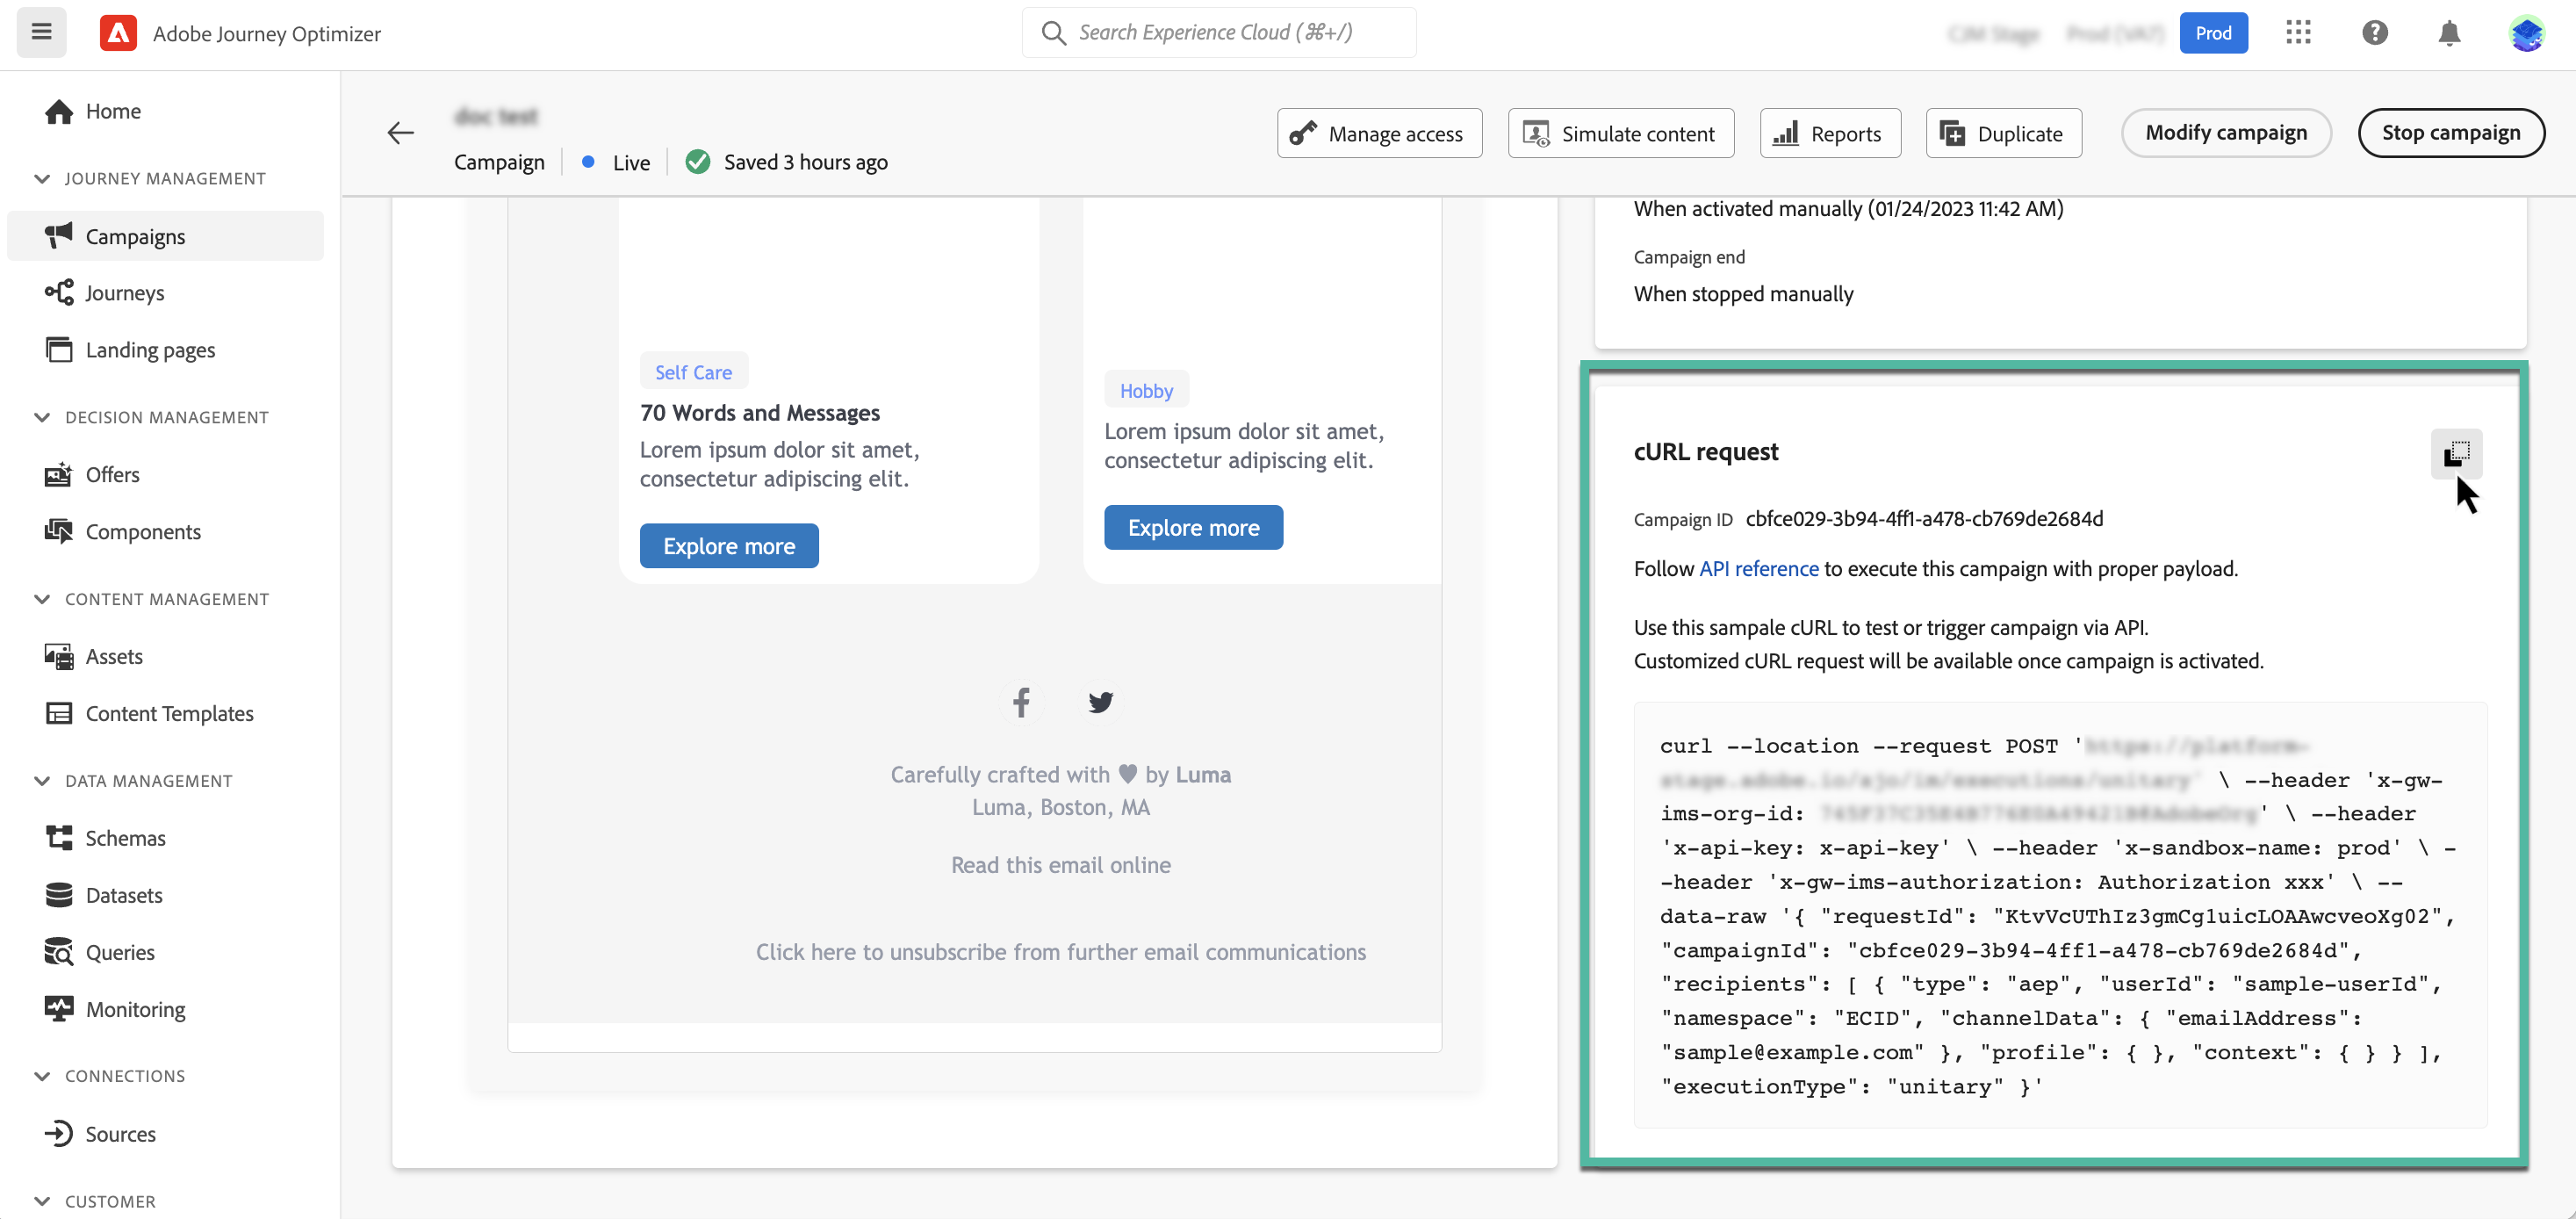 Adobe Journey Optimizer
Search Experience Cloud (⌘+/)
Prod
Home
JOURNEY MANAGEMENT
Campaigns
Journeys
Landing pages
DECISION MANAGEMENT
Offers
Components
CONTENT MANAGEMENT
Assets
Content Templates
DATA MANAGEMENT
Schemas
Datasets
Queries
Monitoring
CONNECTIONS
Sources
CUSTOMER
doc test
Campaign
Live
Saved 3 hours ago
Manage access
Simulate content
Reports
Duplicate
Modify campaign
Stop campaign
Self Care
70 Words and Messages
Lorem ipsum dolor sit amet,
consectetur adipiscing elit.
Explore more
Hobby
Lorem ipsum dolor sit amet,
consectetur adipiscing elit.
Explore more
Carefully crafted with ♥ by Luma
Luma, Boston, MA
Read this email online
Click here to unsubscribe from further email communications
When activated manually (01/24/2023 11:42 AM)
Campaign end
When stopped manually
cURL request
Campaign ID cbfce029-3b94-4ff1-a478-cb769de2684d
Follow API reference to execute this campaign with proper payload.
Use this sampale cURL to test or trigger campaign via API.
Customized cURL request will be available once campaign is activated.
curl --location --request POST '
\ --header 'x-gw-
ims-org-id: ' \ --header
'x-api-key: x-api-key' \ --header 'x-sandbox-name: prod' \ -
-header 'x-gw-ims-authorization: Authorization xxx' \ --
data-raw '{ "requestId": "KtvVcUThIz3gmCg1uicLOAAwcveoXg02",
"campaignId": "cbfce029-3b94-4ff1-a478-cb769de2684d",
"recipients": [ { "type": "aep", "userId": "sample-userId",
"namespace": "ECID", "channelData": { "emailAddress":
"sample@example.com" }, "profile": { }, "context": { } } ],
"executionType": "unitary" }'